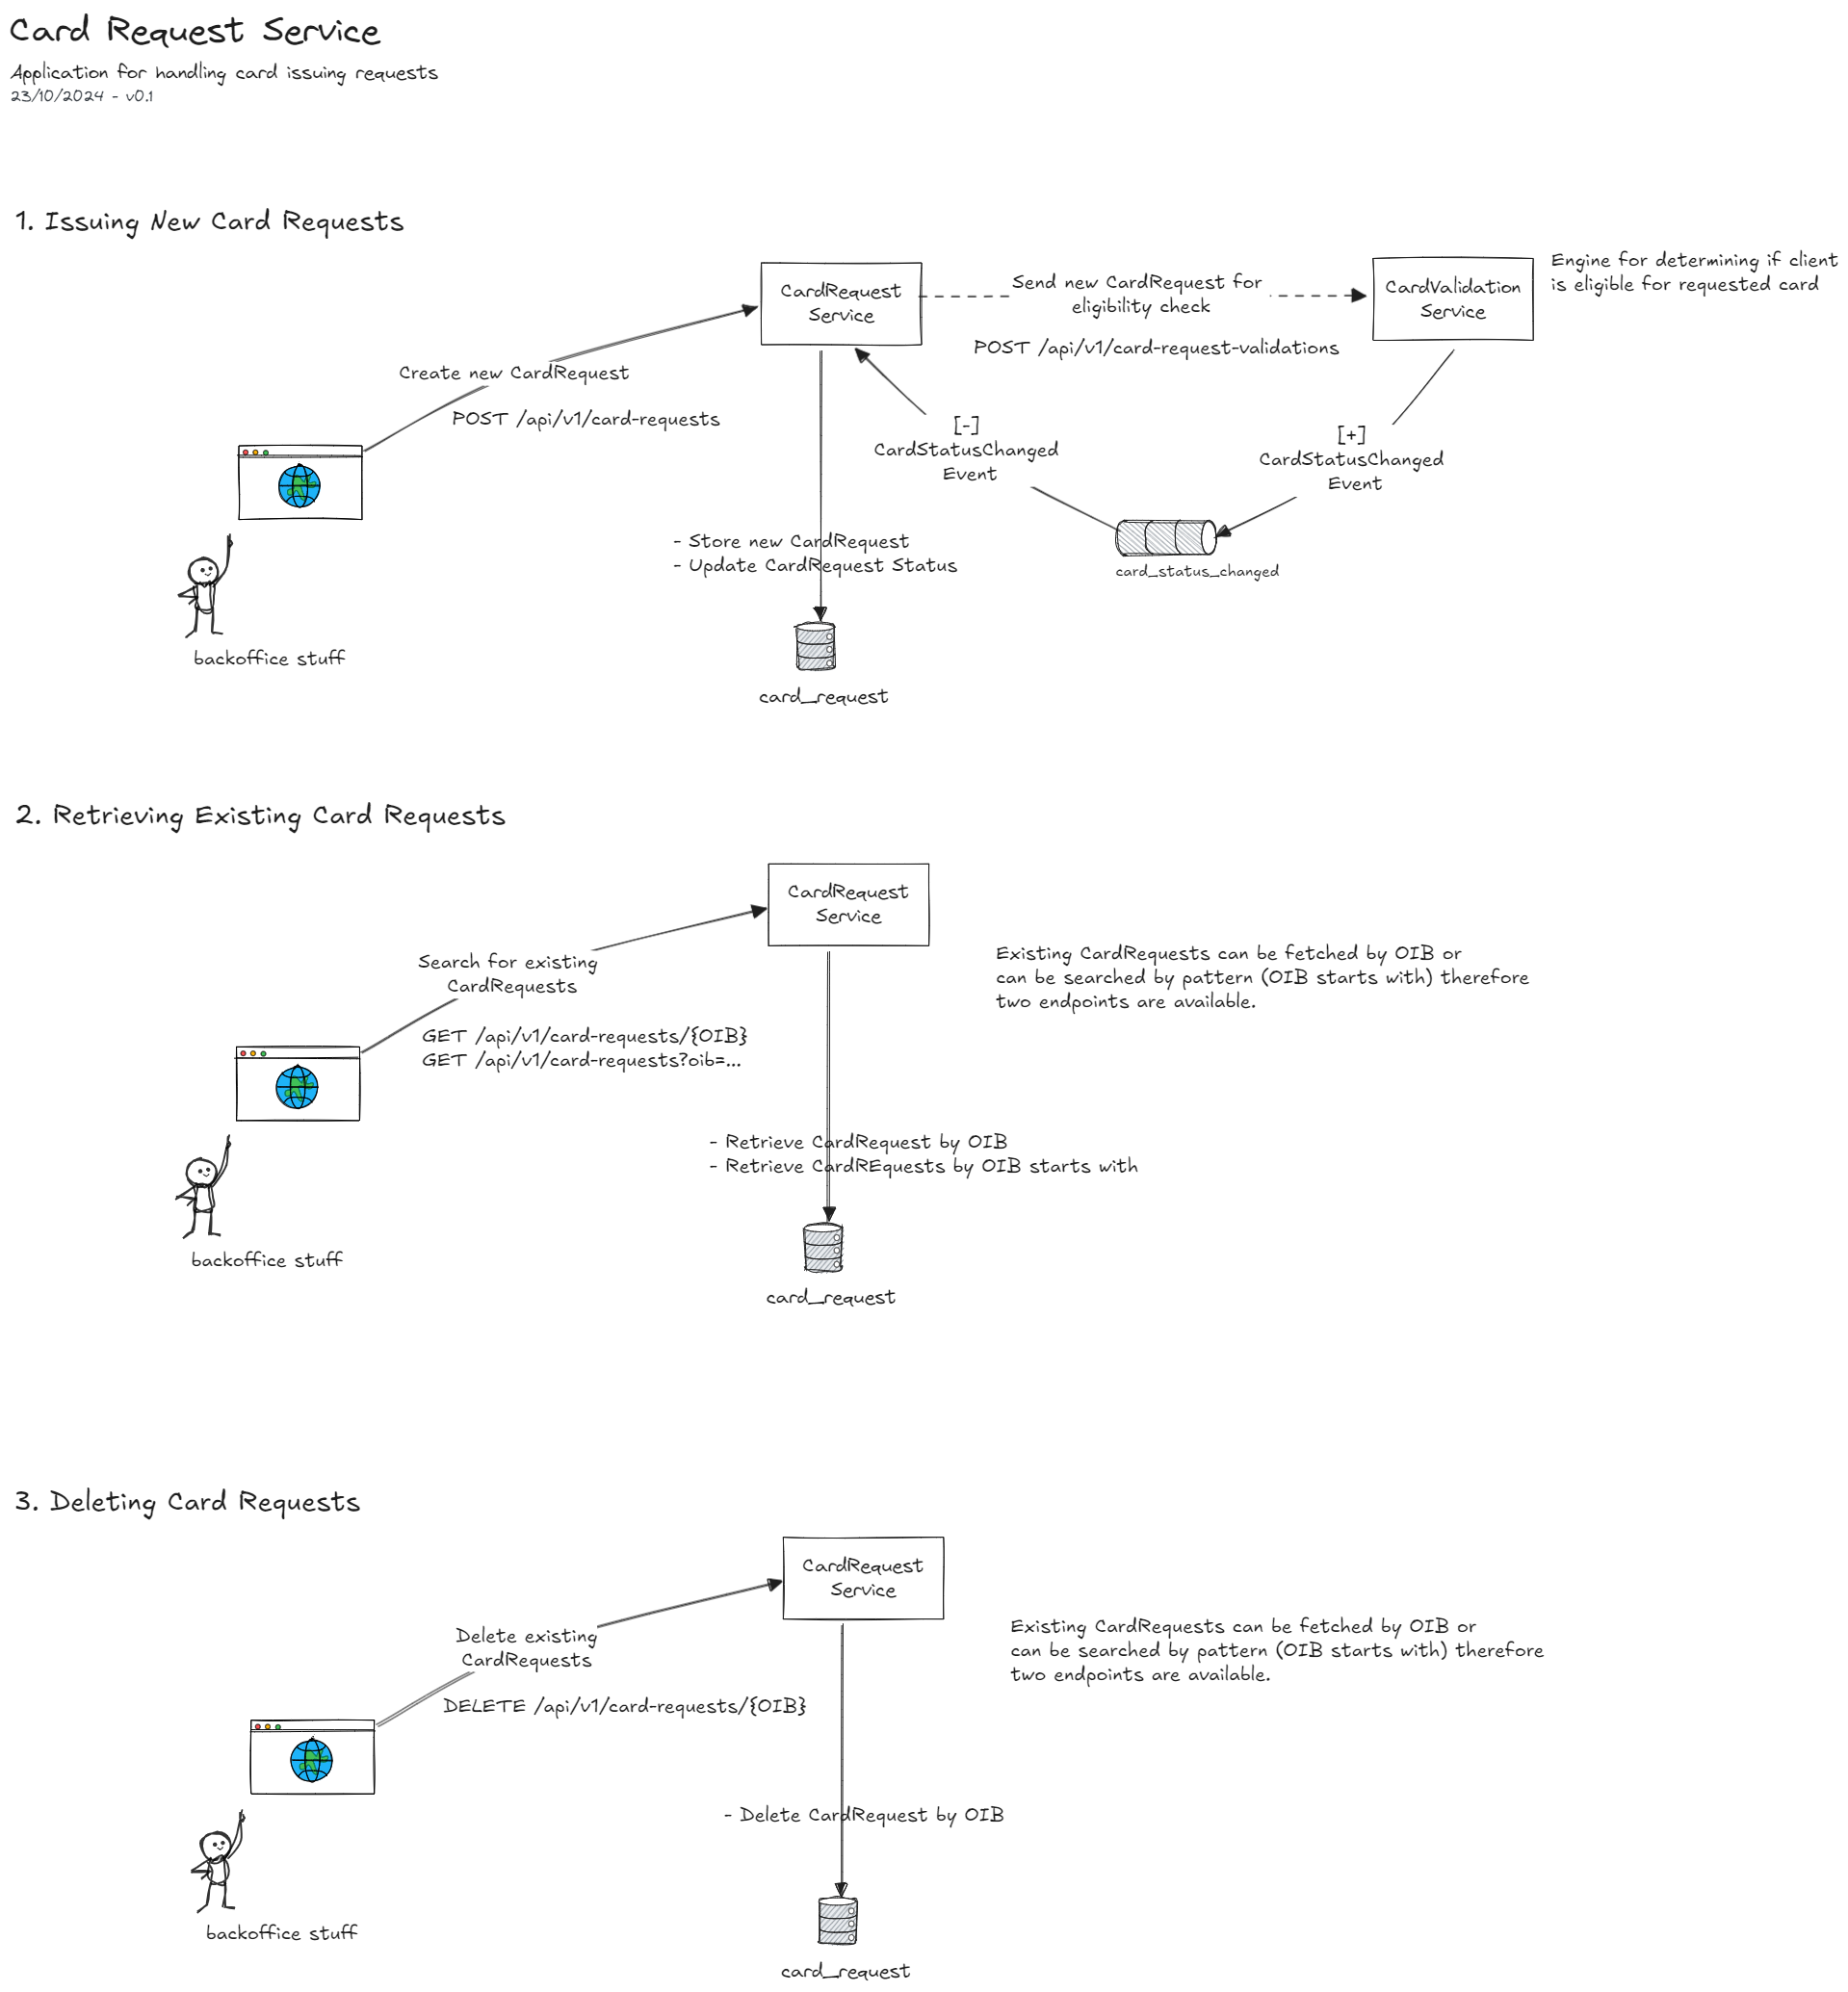 Card Request Service
Application for handling card issuing requests
23/10/2024 - v0.1
1. Issuing New Card Requests
CardRequest
Service
Send new CardRequest for
eligibility check
POST /api/v1/card-request-validations
CardValidation
Service
Engine for determining if client
is eligible for requested card
Create new CardRequest
POST /api/v1/card-requests
[-]
CardStatusChanged
Event
[+]
CardStatusChanged
Event
- Store new CardRequest
- Update CardRequest Status
card_status_changed
backoffice stuff
card_request
2. Retrieving Existing Card Requests
CardRequest
Service
Search for existing
CardRequests
GET /api/v1/card-requests/{OIB}
GET /api/v1/card-requests?oib=...
Existing CardRequests can be fetched by OIB or
can be searched by pattern (OIB starts with) therefore
two endpoints are available.
- Retrieve CardRequest by OIB
- Retrieve CardREquests by OIB starts with
backoffice stuff
card_request
3. Deleting Card Requests
CardRequest
Service
Delete existing
CardRequests
DELETE /api/v1/card-requests/{OIB}
Existing CardRequests can be fetched by OIB or
can be searched by pattern (OIB starts with) therefore
two endpoints are available.
- Delete CardRequest by OIB
backoffice stuff
card_request